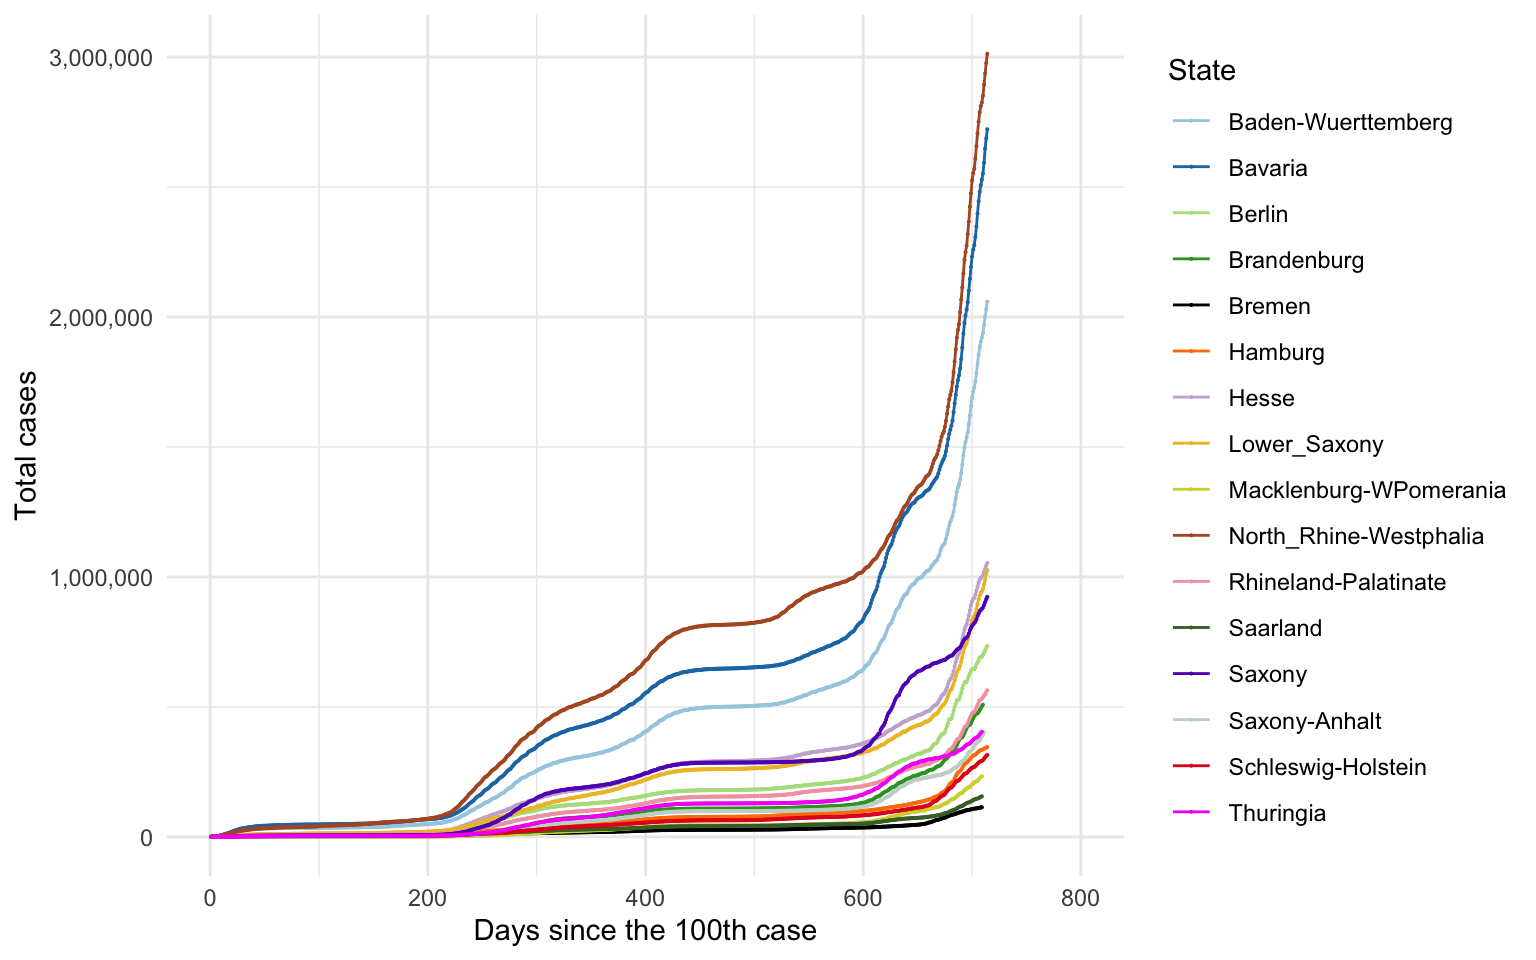 3,000,000
2,000,000
1,000,000
0
Total cases
0 200 400 600 800
Days since the 100th case
State
Baden-Wuerttemberg
Bavaria
Berlin
Brandenburg
Bremen
Hamburg
Hesse
Lower_Saxony
Macklenburg-WPomerania
North_Rhine-Westphalia
Rhineland-Palatinate
Saarland
Saxony
Saxony-Anhalt
Schleswig-Holstein
Thuringia